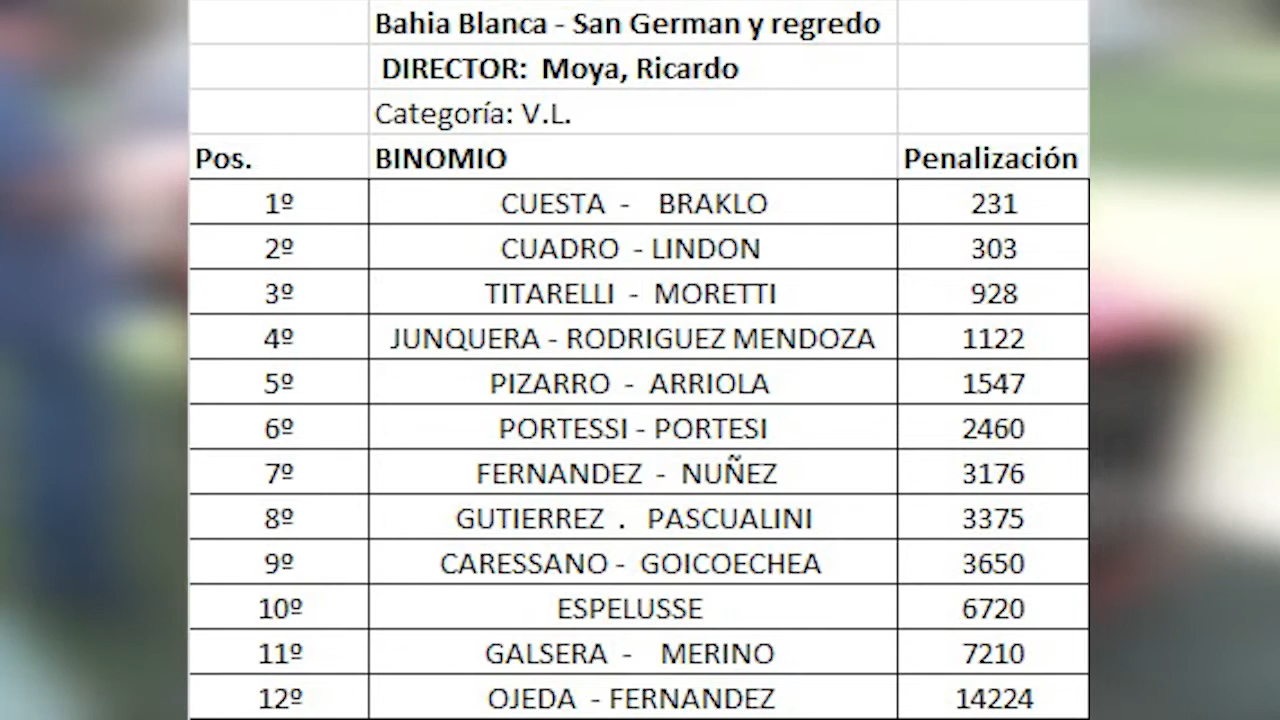 Bahia Blanca - San German y regredo
DIRECTOR: Moya, Ricardo
Categoría: V.L.
Pos. BINOMIO Penalización
1º CUESTA - BRAKLO 231
2º CUADRO - LINDON 303
3º TITARELLI - MORETTI 928
4º JUNQUERA - RODRIGUEZ MENDOZA 1122
5º PIZARRO - ARRIOLA 1547
6º PORTESSI - PORTESI 2460
7º FERNANDEZ - NUÑEZ 3176
8º GUTIERREZ . PASCUALINI 3375
9º CARESSANO - GOICOECHEA 3650
10º ESPELUSSE 6720
11º GALSERA - MERINO 7210
12º OJEDA - FERNANDEZ 14224